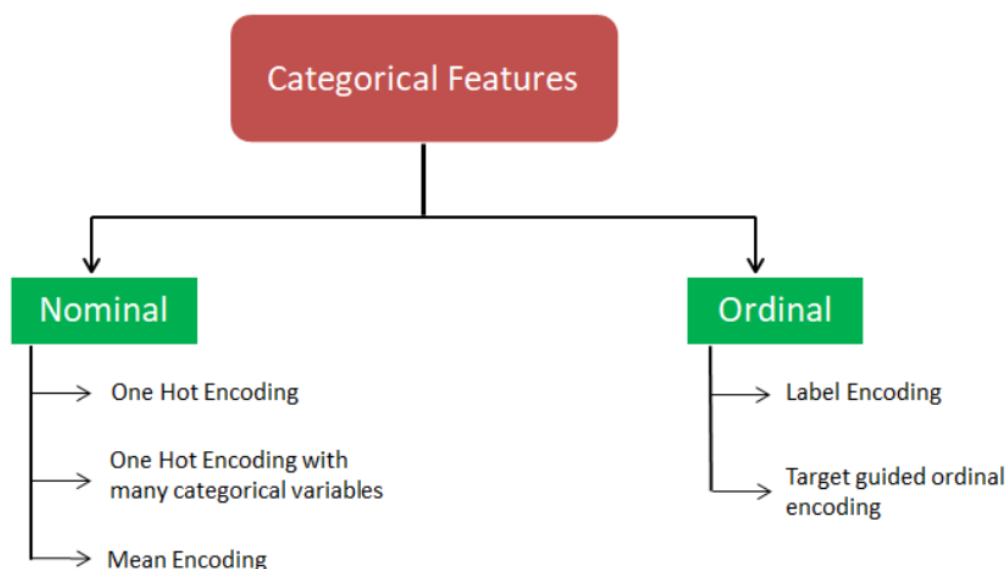 Categorical Features
Nominal
One Hot Encoding
One Hot Encoding with
many categorical variables
Mean Encoding
Ordinal
Label Encoding
Target guided ordinal
encoding